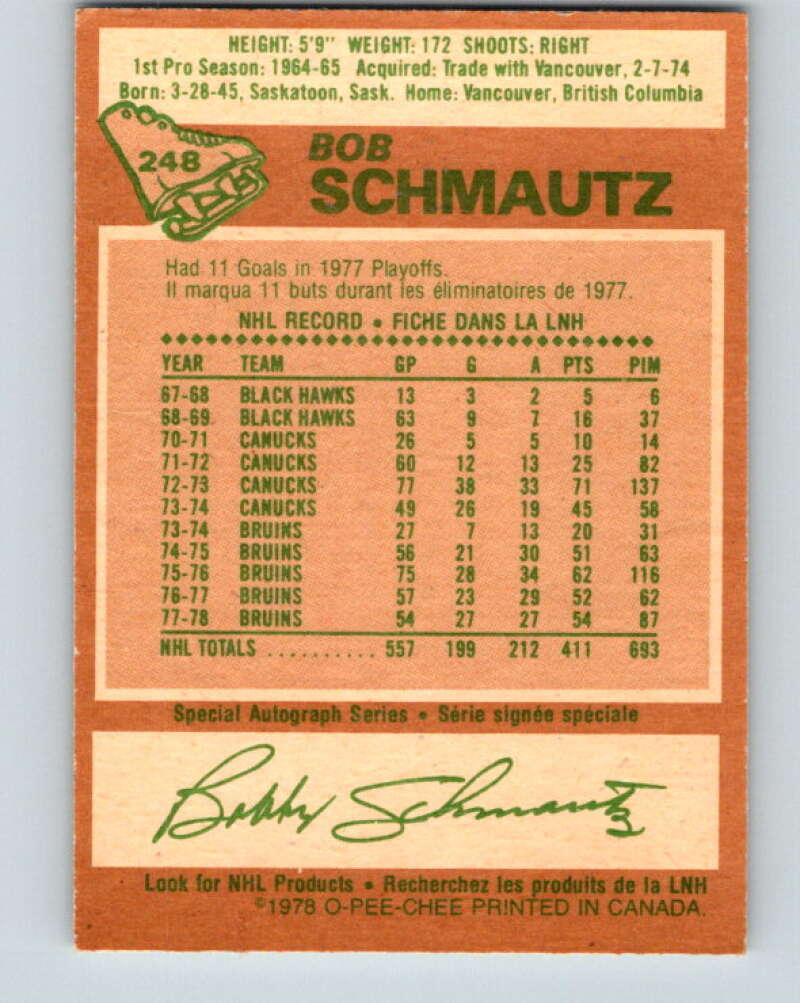 HEIGHT: 5'9" WEIGHT: 172 SHOOTS: RIGHT
1st Pro Season: 1964-65 Acquired: Trade with Vancouver, 2-7-74
Born: 3-28-45, Saskatoon, Sask. Home: Vancouver, British Columbia
248
BOB
SCHMAUTZ
Had 11 Goals in 1977 Playoffs.
Il marqua 11 buts durant les éliminatoires de 1977.
NHL RECORD • FICHE DANS LA LNH
YEAR TEAM GP G A PTS PIM
67-68 BLACK HAWKS 13 3 2 5 6
68-69 BLACK HAWKS 63 9 7 16 37
70-71 CANUCKS 26 5 5 10 14
71-72 CANUCKS 60 12 13 25 82
72-73 CANUCKS 77 38 33 71 137
73-74 CANUCKS 49 26 19 45 58
73-74 BRUINS 27 7 13 20 31
74-75 BRUINS 56 21 30 51 63
75-76 BRUINS 75 28 34 62 116
76-77 BRUINS 57 23 29 52 62
77-78 BRUINS 54 27 27 54 87
NHL TOTALS .......... 557 199 212 411 693
Special Autograph Series • Série signée spéciale
Bobby Schmautz
Look for NHL Products • Recherchez les produits de la LNH
©1978 O-PEE-CHEE PRINTED IN CANADA.